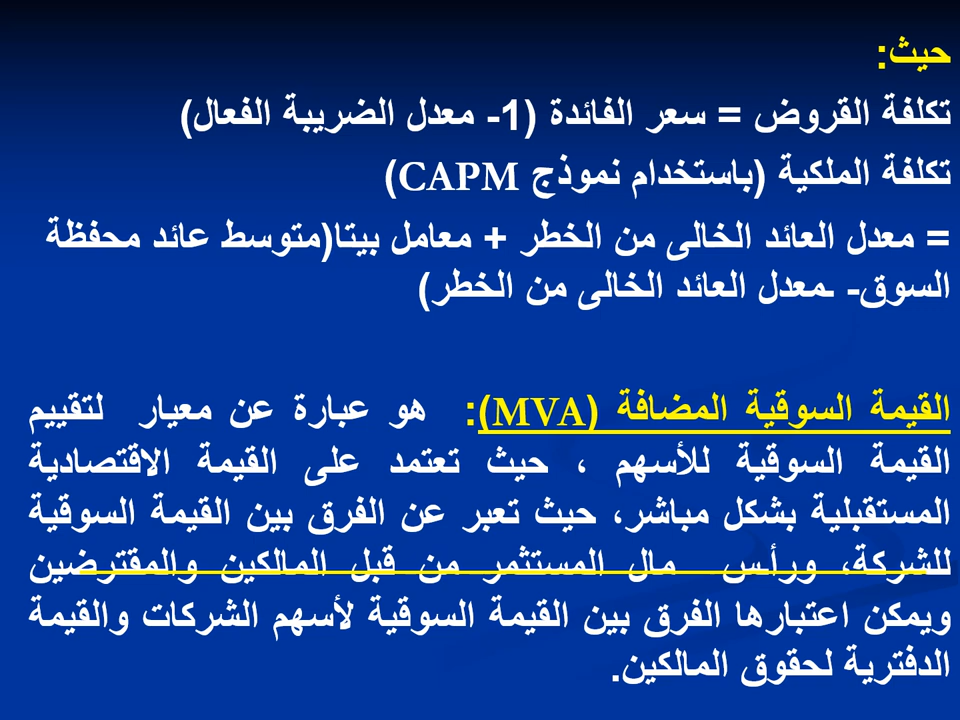 حيث:
تكلفة القروض = سعر الفائدة (1- معدل الضريبة الفعال)
تكلفة الملكية (باستخدام نموذج CAPM)
= معدل العائد الخالى من الخطر + معامل بيتا(متوسط عائد محفظة
السوق- معدل العائد الخالى من الخطر)
القيمة السوقية المضافة (MVA): هو عبارة عن معيار لتقييم
القيمة السوقية للأسهم ، حيث تعتمد على القيمة الاقتصادية
المستقبلية بشكل مباشر، حيث تعبر عن الفرق بين القيمة السوقية
للشركة، ورأس مال المستثمر من قبل المالكين والمقترضين
ويمكن اعتبارها الفرق بين القيمة السوقية لأسهم الشركات والقيمة
الدفترية لحقوق المالكين.